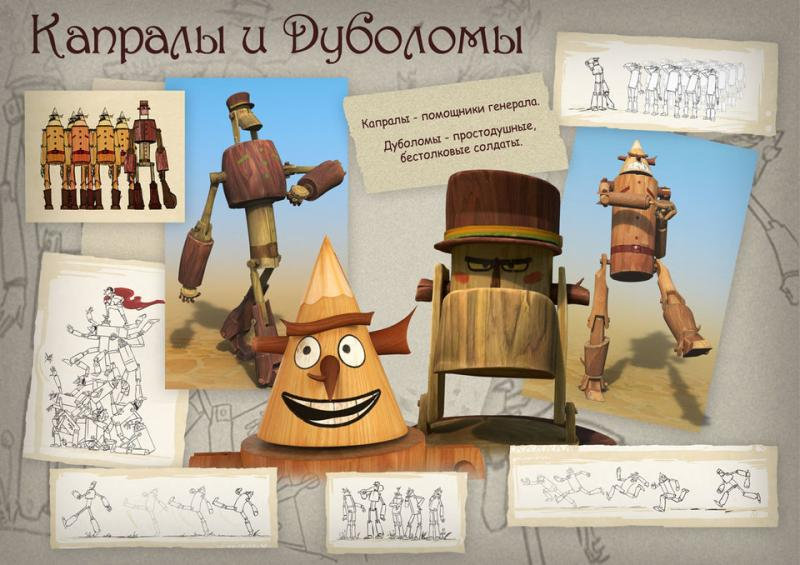 Капралы и Дуболомы
Капралы - помощники генерала.
Дуболомы - простодушные,
бестолковые солдаты.